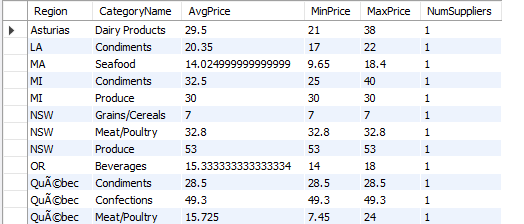 Region CategoryName AvgPrice MinPrice MaxPrice NumSuppliers
Asturias Dairy Products 29.5 21 38 1
LA Condiments 20.35 17 22 1
MA Seafood 14.024999999999999 9.65 18.4 1
MI Condiments 32.5 25 40 1
MI Produce 30 30 30 1
NSW Grains/Cereals 7 7 7 1
NSW Meat/Poultry 32.8 32.8 32.8 1
NSW Produce 53 53 53 1
OR Beverages 15.333333333333334 14 18 1
QuÃ©bec Condiments 28.5 28.5 28.5 1
QuÃ©bec Confections 49.3 49.3 49.3 1
QuÃ©bec Meat/Poultry 15.725 7.45 24 1